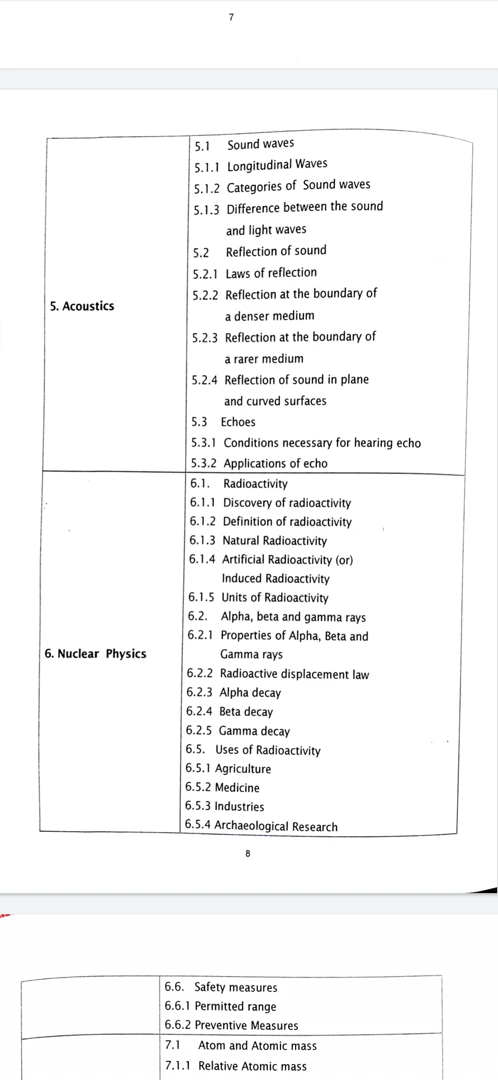 7
5. Acoustics
5.1 Sound waves
5.1.1 Longitudinal Waves
5.1.2 Categories of Sound waves
5.1.3 Difference between the sound
and light waves
5.2 Reflection of sound
5.2.1 Laws of reflection
5.2.2 Reflection at the boundary of
a denser medium
5.2.3 Reflection at the boundary of
a rarer medium
5.2.4 Reflection of sound in plane
and curved surfaces
5.3 Echoes
5.3.1 Conditions necessary for hearing echo
5.3.2 Applications of echo
6. Nuclear Physics
6.1. Radioactivity
6.1.1 Discovery of radioactivity
6.1.2 Definition of radioactivity
6.1.3 Natural Radioactivity
6.1.4 Artificial Radioactivity (or)
Induced Radioactivity
6.1.5 Units of Radioactivity
6.2. Alpha, beta and gamma rays
6.2.1 Properties of Alpha, Beta and
Gamma rays
6.2.2 Radioactive displacement law
6.2.3 Alpha decay
6.2.4 Beta decay
6.2.5 Gamma decay
6.5. Uses of Radioactivity
6.5.1 Agriculture
6.5.2 Medicine
6.5.3 Industries
6.5.4 Archaeological Research
8
6.6. Safety measures
6.6.1 Permitted range
6.6.2 Preventive Measures
7.1 Atom and Atomic mass
7.1.1 Relative Atomic mass